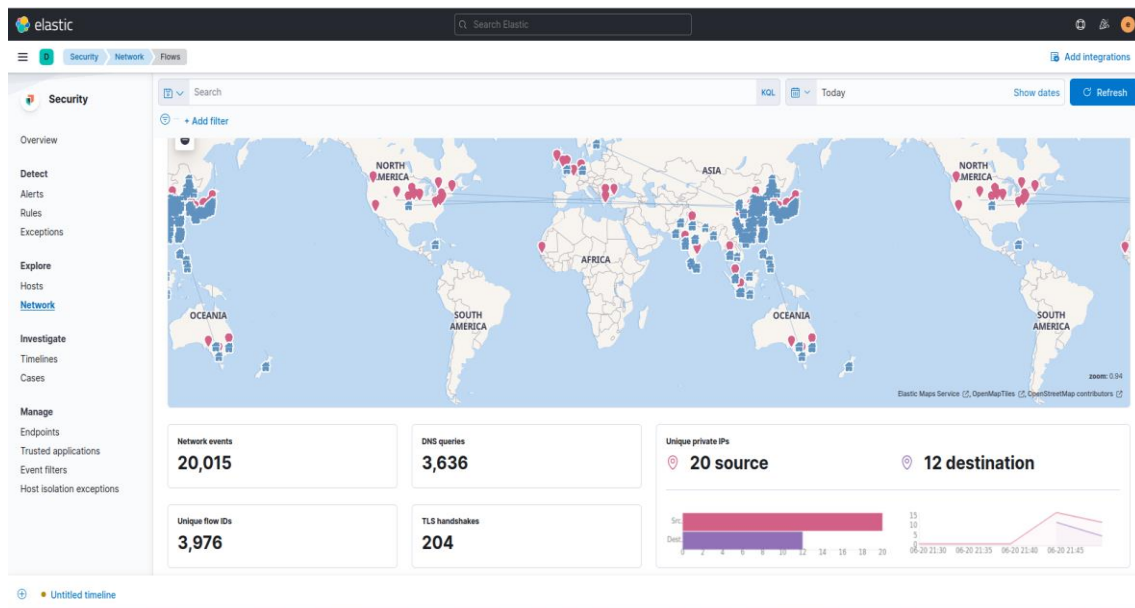 elastic
Search Elastic
e
D
Security
Network
Flows
Add integrations
Security
Overview
Detect
Alerts
Rules
Exceptions
Explore
Hosts
Network
Investigate
Timelines
Cases
Manage
Endpoints
Trusted applications
Event filters
Host isolation exceptions
Search
KQL
Today
Show dates
Refresh
+ Add filter
NORTH
MERICA
ASIA
NORTH
MERICA
AFRICA
OCEANIA
SOUTH
AMERICA
OCEANIA
SOUTH
AMERICA
zoom: 0.94
Elastic Maps Service, OpenMapTiles, OpenStreetMap contributors
Network events
20,015
DNS queries
3,636
Unique private IPs
20 source
12 destination
Unique flow IDs
3,976
TLS handshakes
204
Src.
Dest.
0 2 4 6 8 10 12 14 16 18 20
15
10
5
0
06-20 21:30 06-20 21:35 06-20 21:40 06-20 21:45
Untitled timeline